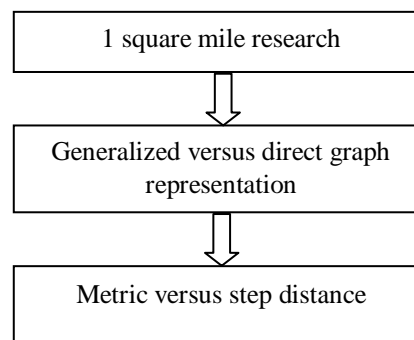 1 square mile research
Generalized versus direct graph
representation
Metric versus step distance